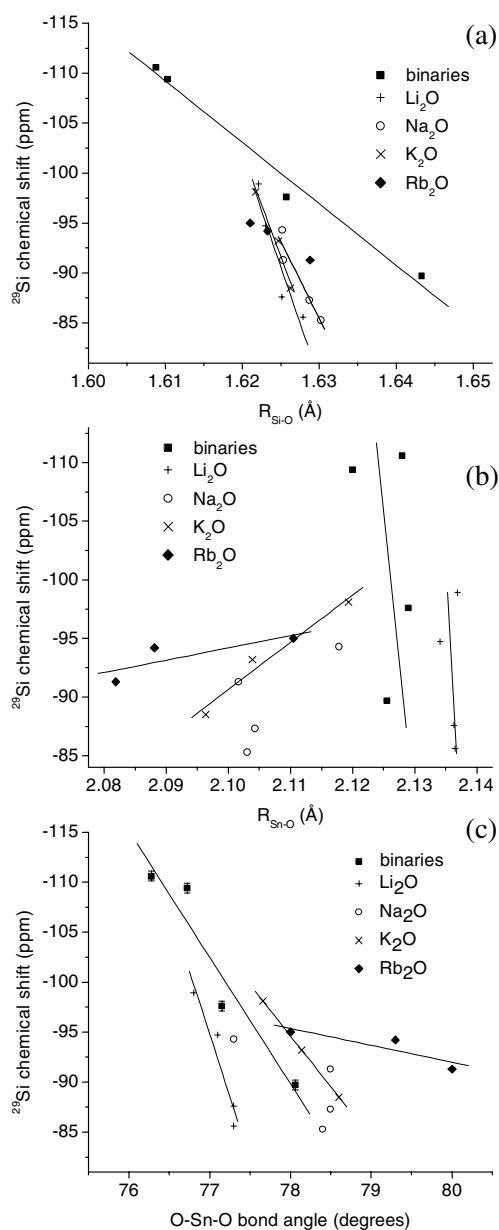 (a)
binaries
Li₂O
Na₂O
K₂O
Rb₂O
-110
-105
-100
-95
-90
-85
²⁹Si chemical shift (ppm)
1.60 1.61 1.62 1.63 1.64 1.65
R_Si-O (Å)
(b)
binaries
Li₂O
Na₂O
K₂O
Rb₂O
-110
-105
-100
-95
-90
-85
²⁹Si chemical shift (ppm)
2.08 2.09 2.10 2.11 2.12 2.13 2.14
R_Sn-O (Å)
(c)
binaries
Li₂O
Na₂O
K₂O
Rb₂O
-115
-110
-105
-100
-95
-90
-85
²⁹Si chemical shift (ppm)
76 77 78 79 80
O-Sn-O bond angle (degrees)